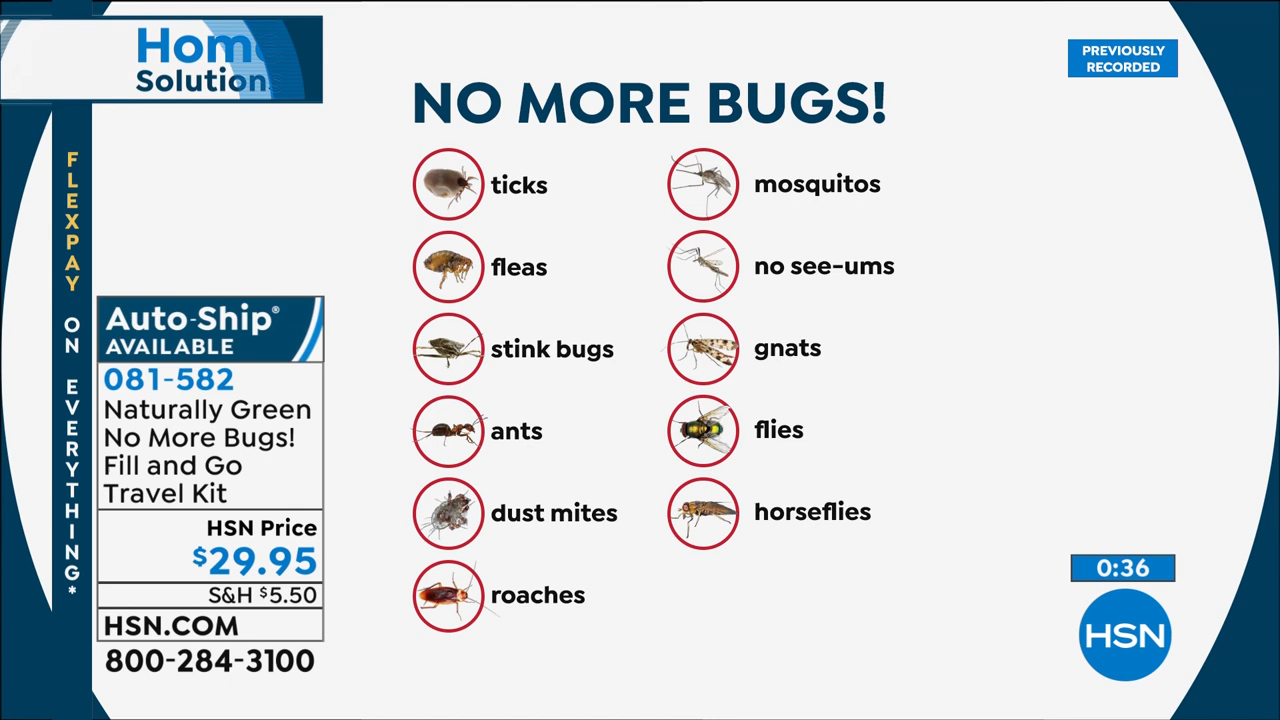 Home
Solution
PREVIOUSLY
RECORDED
NO MORE BUGS!
ticks
mosquitos
fleas
no see-ums
stink bugs
gnats
ants
flies
dust mites
horseflies
roaches
FLEXPAY ON EVERYTHING*
Auto-Ship®
AVAILABLE
081-582
Naturally Green
No More Bugs!
Fill and Go
Travel Kit
HSN Price
$29.95
S&H $5.50
HSN.COM
800-284-3100
0:36
HSN